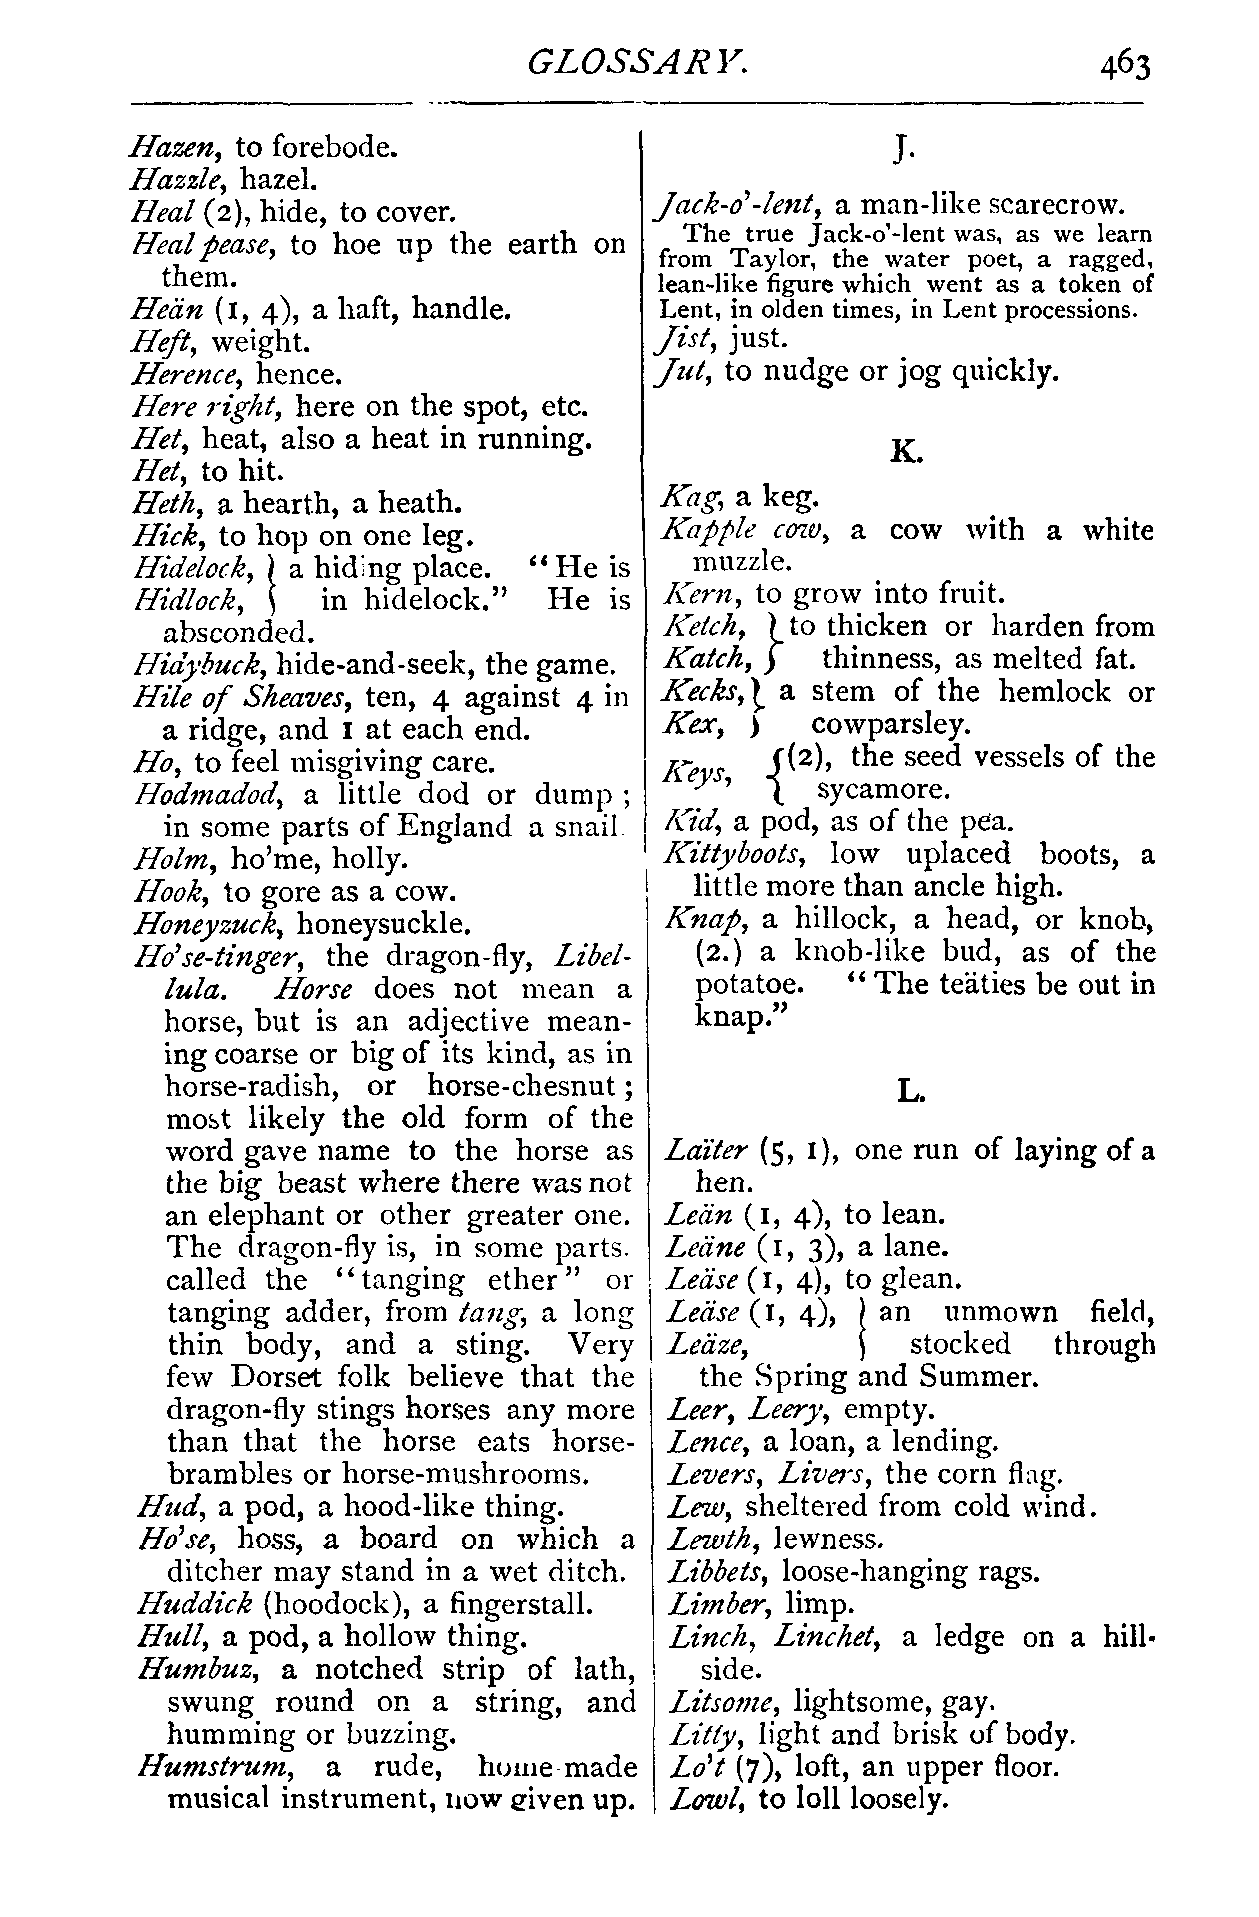 GLOSSARY. 463
Hazen, to forebode.
Hazzle, hazel.
Heal (2), hide, to cover.
Heal pease, to hoe up the earth on
them.
Heän (1, 4), a haft, handle.
Heft, weight.
Herence, hence.
Here right, here on the spot, etc.
Het, heat, also a heat in running.
Het, to hit.
Heth, a hearth, a heath.
Hick, to hop on one leg.
Hidelock, } a hiding place. "He is
Hidlock, } in hidelock." He is
absconded.
Hidybuck, hide-and-seek, the game.
Hile of Sheaves, ten, 4 against 4 in
a ridge, and 1 at each end.
Ho, to feel misgiving care.
Hodmadod, a little dod or dump ;
in some parts of England a snail.
Holm, ho'me, holly.
Hook, to gore as a cow.
Honeyzuck, honeysuckle.
Ho'se-tinger, the dragon-fly, Libel-
lula. Horse does not mean a
horse, but is an adjective mean-
ing coarse or big of its kind, as in
horse-radish, or horse-chesnut ;
most likely the old form of the
word gave name to the horse as
the big beast where there was not
an elephant or other greater one.
The dragon-fly is, in some parts.
called the "tanging ether" or
tanging adder, from tang, a long
thin body, and a sting. Very
few Dorset folk believe that the
dragon-fly stings horses any more
than that the horse eats horse-
brambles or horse-mushrooms.
Hud, a pod, a hood-like thing.
Ho'se, hoss, a board on which a
ditcher may stand in a wet ditch.
Huddick (hoodock), a fingerstall.
Hull, a pod, a hollow thing.
Humbuz, a notched strip of lath,
swung round on a string, and
humming or buzzing.
Humstrum, a rude, home-made
musical instrument, now given up.
J.
Jack-o'-lent, a man-like scarecrow.
The true Jack-o'-lent was, as we learn
from Taylor, the water poet, a ragged,
lean-like figure which went as a token of
Lent, in olden times, in Lent processions.
Jist, just.
Jut, to nudge or jog quickly.
K.
Kag, a keg.
Kapple cow, a cow with a white
muzzle.
Kern, to grow into fruit.
Ketch, } to thicken or harden from
Katch, } thinness, as melted fat.
Kecks, } a stem of the hemlock or
Kex, } cowparsley.
Keys, {(2), the seed vessels of the
sycamore.
Kid, a pod, as of the pea.
Kittyboots, low uplaced boots, a
little more than ancle high.
Knap, a hillock, a head, or knob,
(2.) a knob-like bud, as of the
potatoe. "The teäties be out in
knap."
L.
Laïter (5, 1), one run of laying of a
hen.
Leän (1, 4), to lean.
Leäne (1, 3), a lane.
Leäse (1, 4), to glean.
Leäse (1, 4), } an unmown field,
Leäze, } stocked through
the Spring and Summer.
Leer, Leery, empty.
Lence, a loan, a lending.
Levers, Livers, the corn flag.
Lew, sheltered from cold wind.
Lewth, lewness.
Libbets, loose-hanging rags.
Limber, limp.
Linch, Linchet, a ledge on a hill-
side.
Litsome, lightsome, gay.
Litty, light and brisk of body.
Lo't (7), loft, an upper floor.
Lowl, to loll loosely.